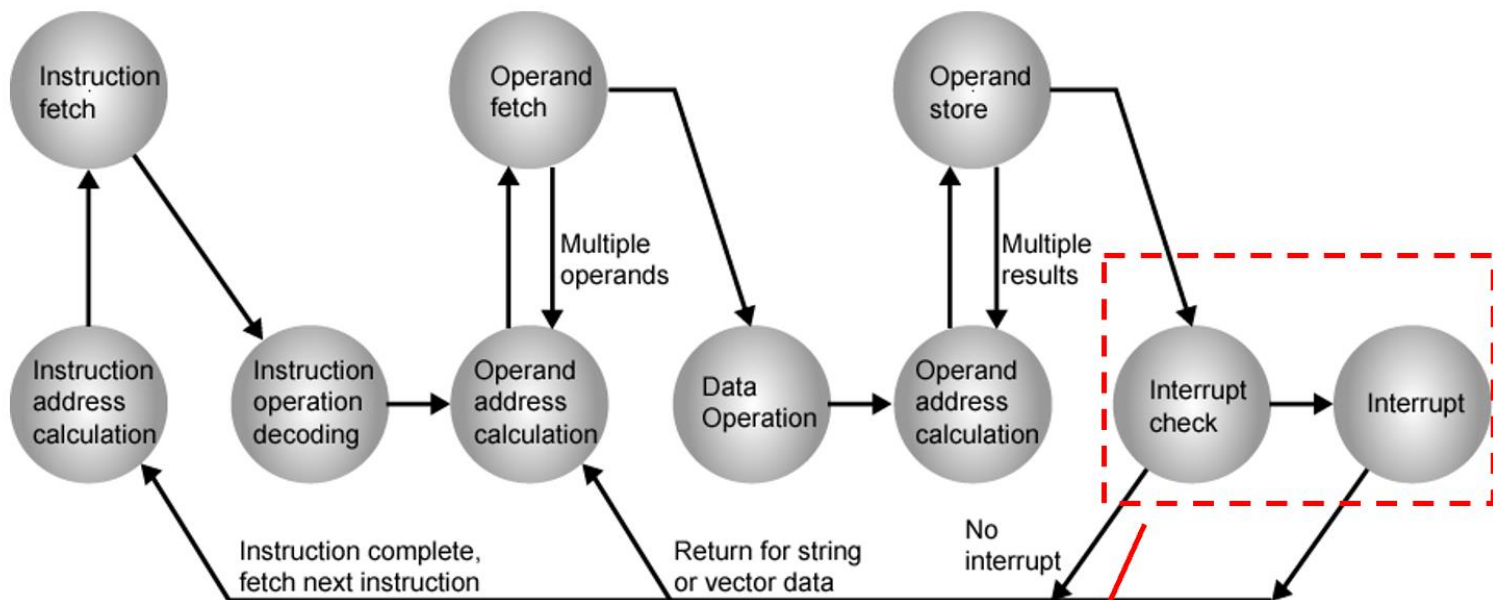 Instruction
fetch
Operand
fetch
Operand
store
Multiple
operands
Multiple
results
Instruction
address
calculation
Instruction
operation
decoding
Operand
address
calculation
Data
Operation
Operand
address
calculation
Interrupt
check
Interrupt
Instruction complete,
fetch next instruction
Return for string
or vector data
No
interrupt